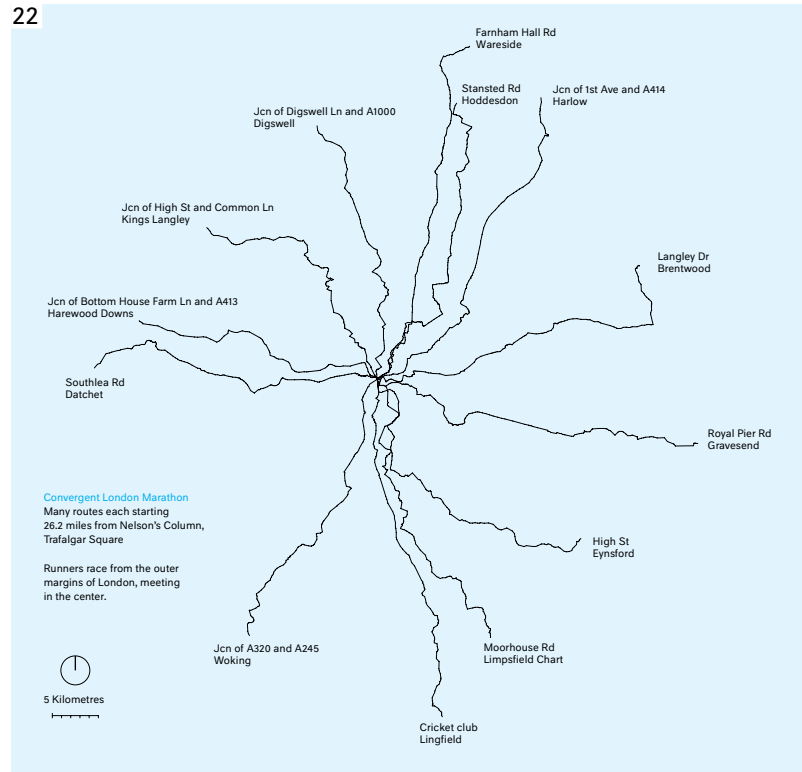 22
Farnham Hall Rd
Wareside
Stansted Rd
Hoddesdon
Jcn of 1st Ave and A414
Harlow
Jcn of Digswell Ln and A1000
Digswell
Jcn of High St and Common Ln
Kings Langley
Langley Dr
Brentwood
Jcn of Bottom House Farm Ln and A413
Harewood Downs
Southlea Rd
Datchet
Royal Pier Rd
Gravesend
Convergent London Marathon
Many routes each starting
26.2 miles from Nelson's Column,
Trafalgar Square
Runners race from the outer
margins of London, meeting
in the center.
High St
Eynsford
Jcn of A320 and A245
Woking
Moorhouse Rd
Limpsfield Chart
5 Kilometres
Cricket club
Lingfield